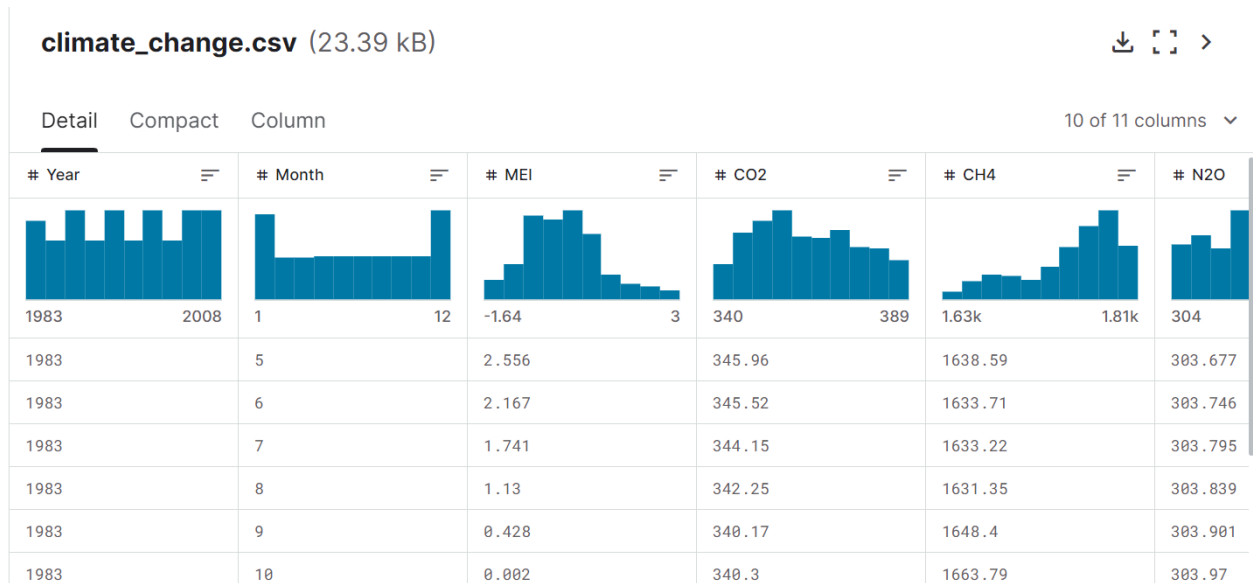 climate_change.csv (23.39 kB)
Detail Compact Column 10 of 11 columns
# Year # Month # MEI # CO2 # CH4 # N2O
1983 2008 1 12 -1.64 3 340 389 1.63k 1.81k 304
1983 5 2.556 345.96 1638.59 303.677
1983 6 2.167 345.52 1633.71 303.746
1983 7 1.741 344.15 1633.22 303.795
1983 8 1.13 342.25 1631.35 303.839
1983 9 0.428 340.17 1648.4 303.901
1983 10 0.002 340.3 1663.79 303.97